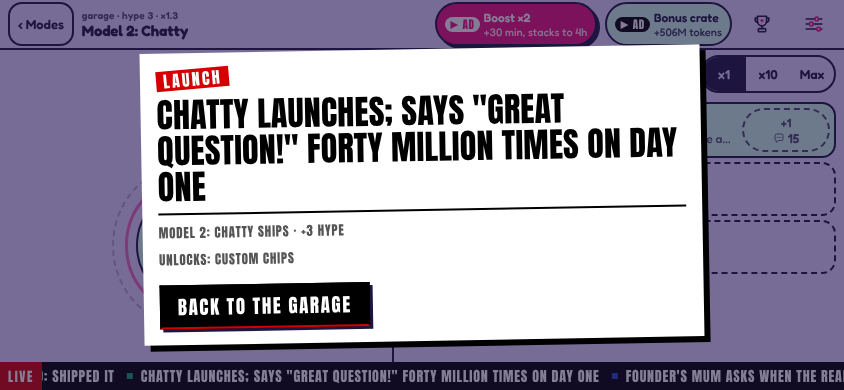 ‹ Modes
garage · hype 3 · x1.3
Model 2: Chatty
▶ AD
Boost x2
+30 min, stacks to 4h
▶ AD
Bonus crate
+506M tokens
x1
x10
Max
+1
15
LAUNCH
CHATTY LAUNCHES; SAYS "GREAT
QUESTION!" FORTY MILLION TIMES ON DAY
ONE
MODEL 2: CHATTY SHIPS · +3 HYPE
UNLOCKS: CUSTOM CHIPS
BACK TO THE GARAGE
LIVE
: SHIPPED IT ■ CHATTY LAUNCHES; SAYS "GREAT QUESTION!" FORTY MILLION TIMES ON DAY ONE ■ FOUNDER'S MUM ASKS WHEN THE